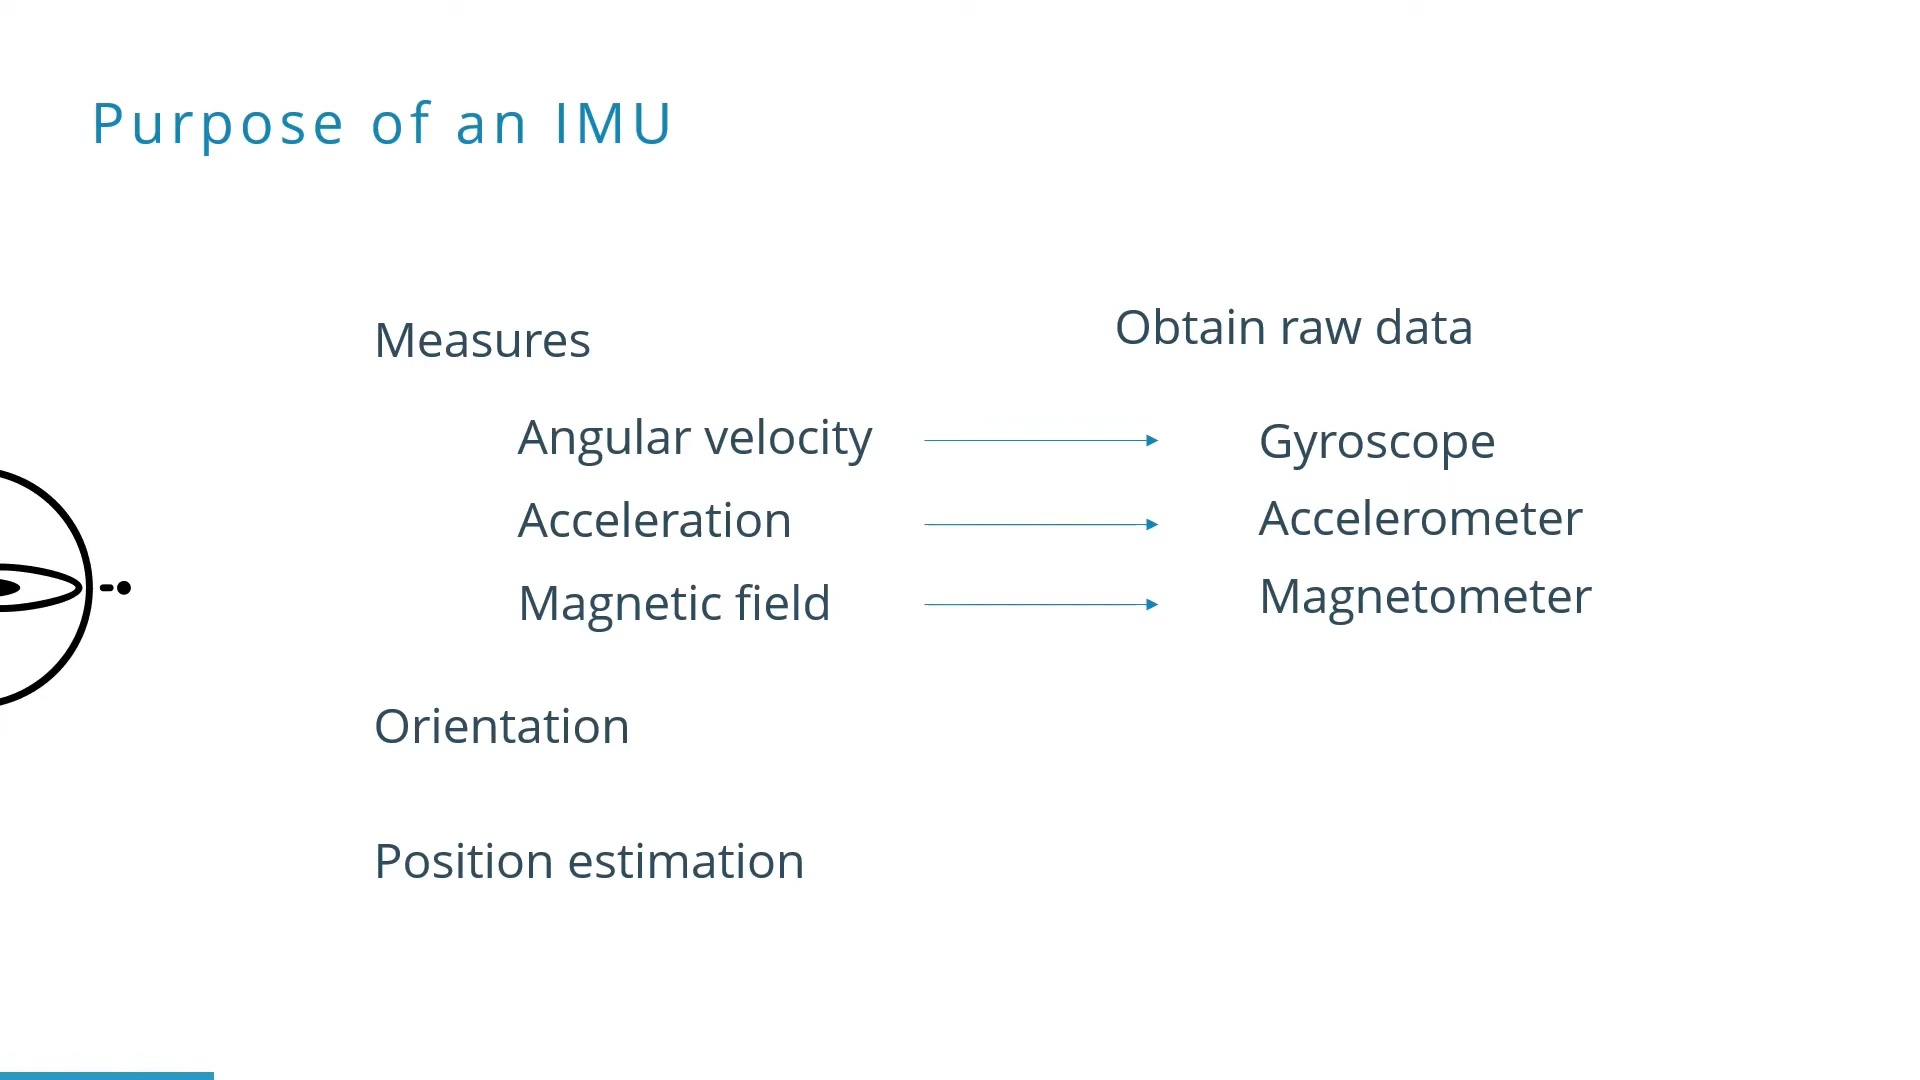 Purpose of an IMU
Measures
Obtain raw data
Angular velocity
Gyroscope
Acceleration
Accelerometer
Magnetic field
Magnetometer
Orientation
Position estimation